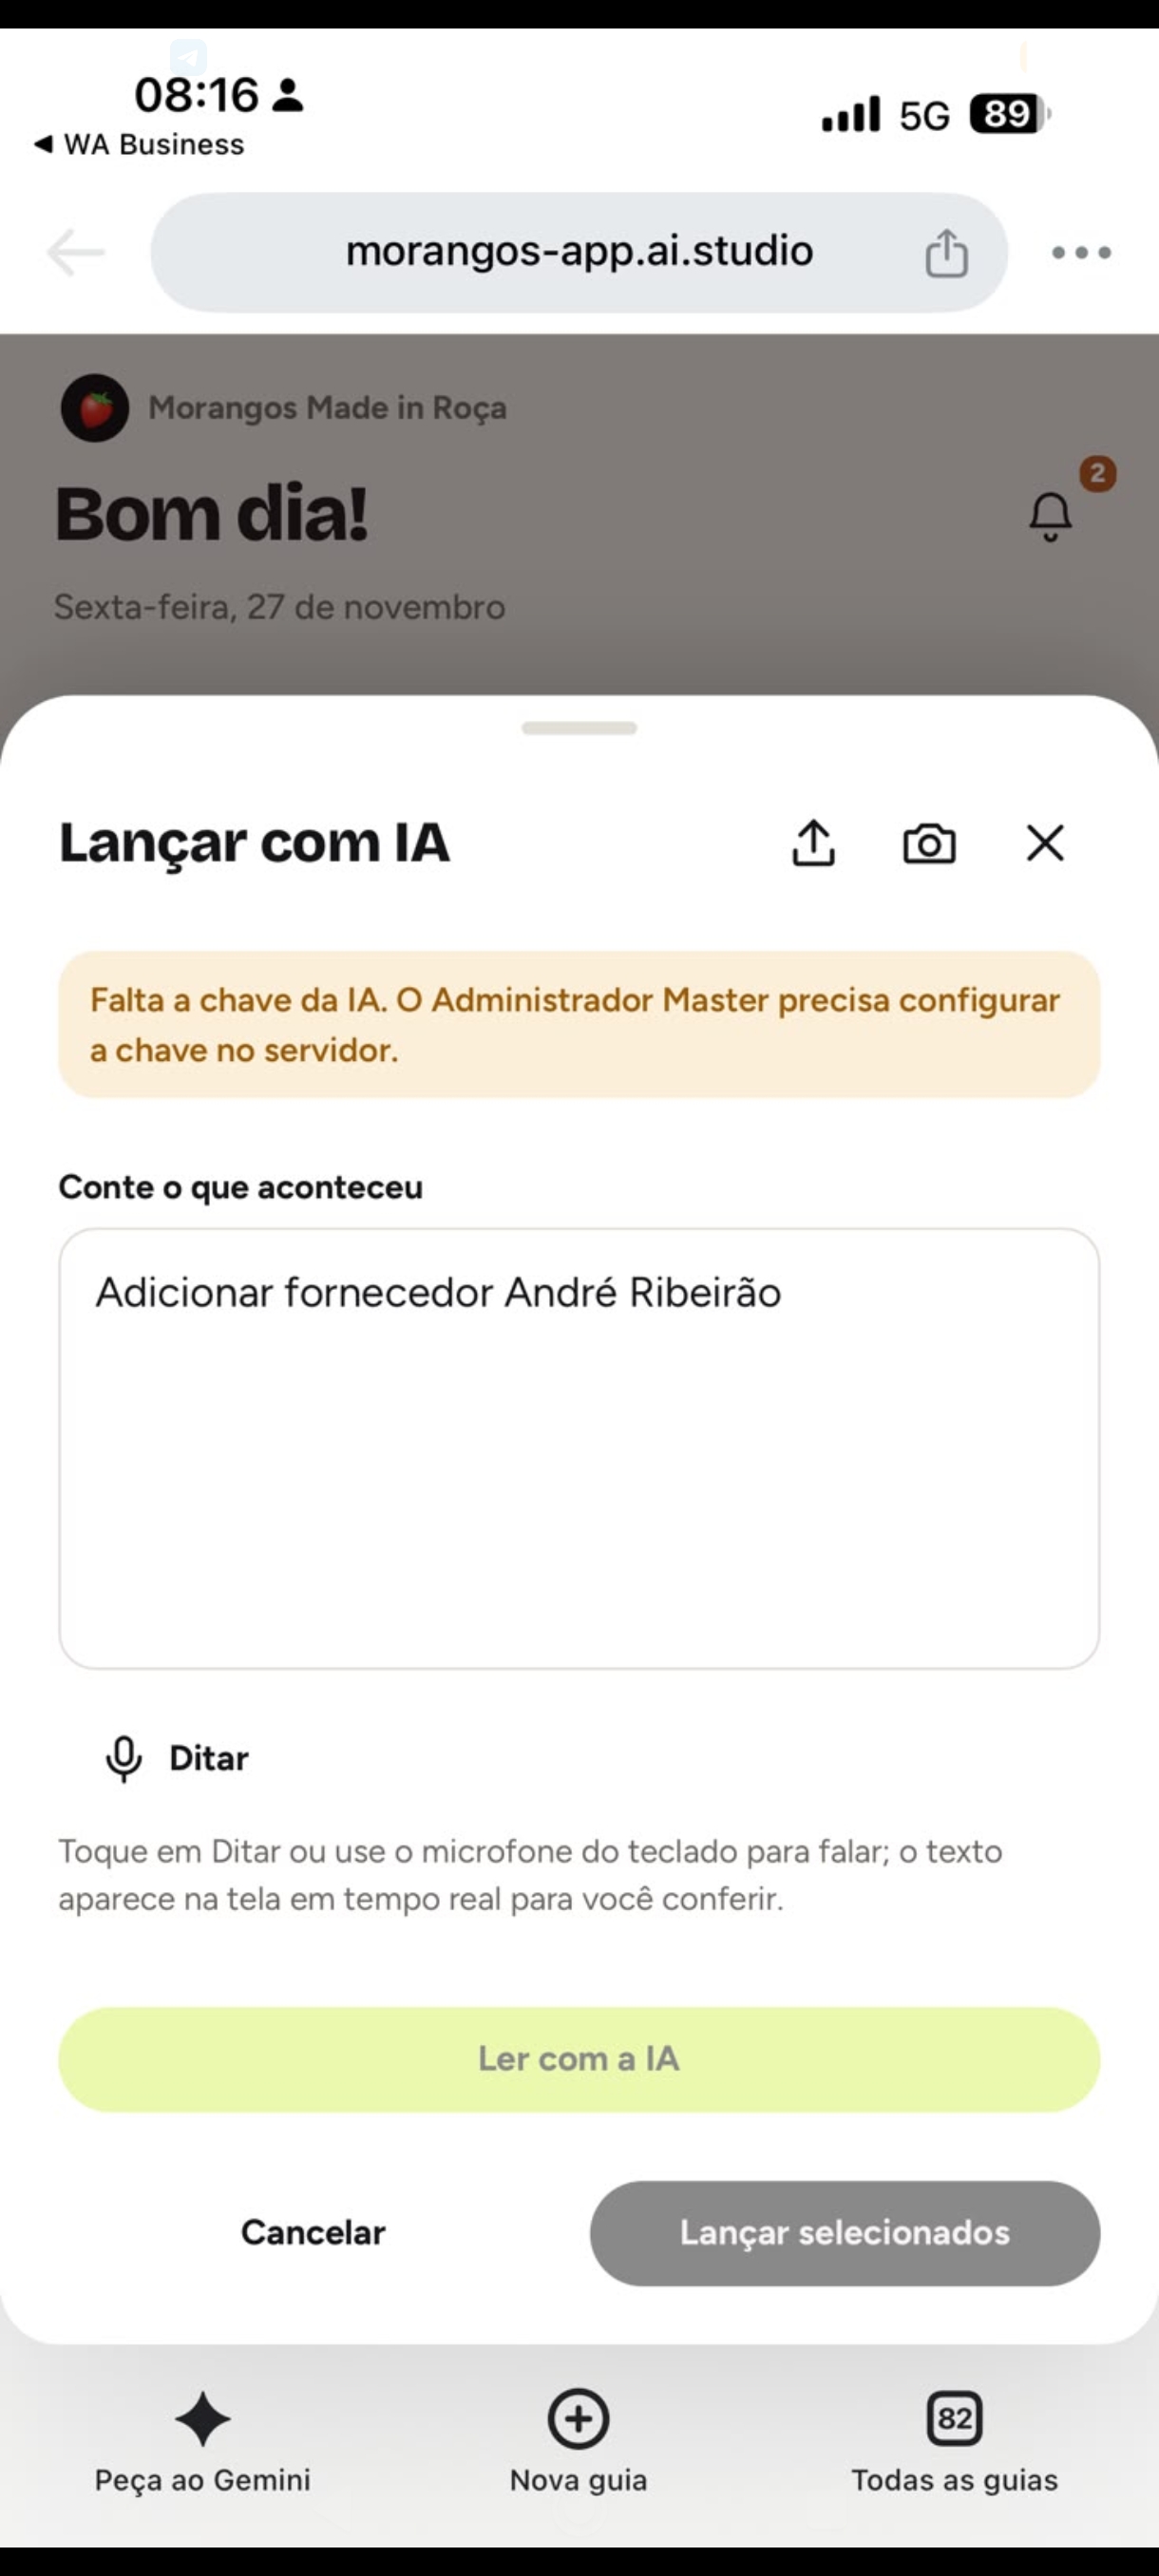 08:16
5G
89
WA Business
morangos-app.ai.studio
Morangos Made in Roça
Bom dia!
2
Sexta-feira, 27 de novembro
Lançar com IA
Falta a chave da IA. O Administrador Master precisa configurar
a chave no servidor.
Conte o que aconteceu
Adicionar fornecedor André Ribeirão
Ditar
Toque em Ditar ou use o microfone do teclado para falar; o texto
aparece na tela em tempo real para você conferir.
Ler com a IA
Cancelar
Lançar selecionados
82
Peça ao Gemini
Nova guia
Todas as guias